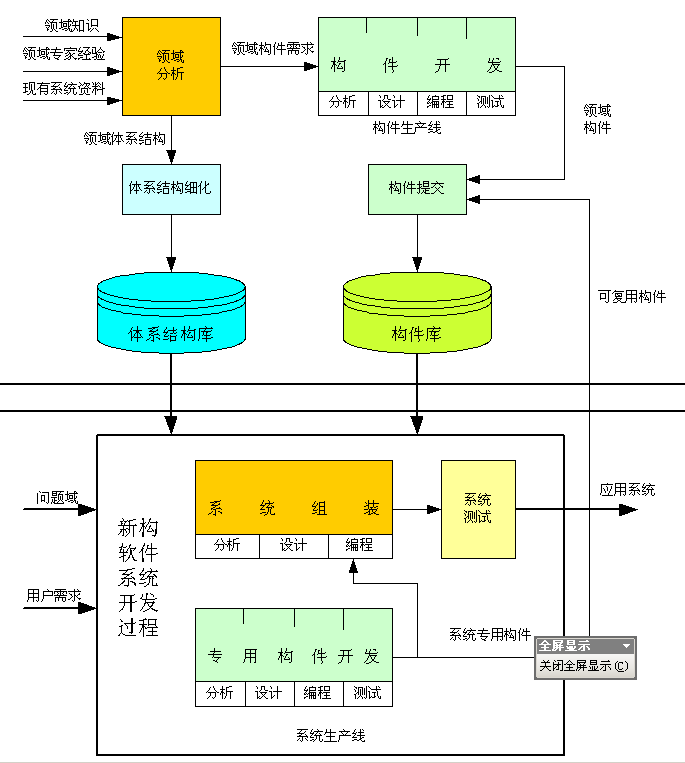 领域知识
领域专家经验
现有系统资料
领域
分析
领域构件需求
构 件 开 发
分析 设计 编程 测试
构件生产线
领域
构件
领域体系结构
体系结构细化
构件提交
体系结构库
构件库
可复用构件
问题域
用户需求
新构
软件
系统
开发
过程
系 统 组 装
分析 设计 编程
系统
测试
应用系统
专 用 构 件 开 发
分析 设计 编程 测试
系统专用构件
全屏显示
关闭全屏显示(C)
系统生产线